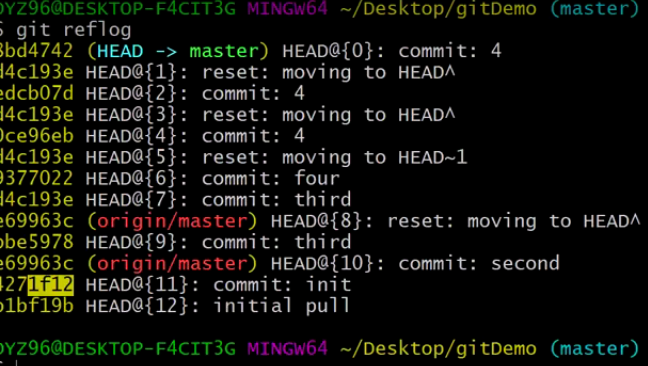 OYZ96@DESKTOP-F4CIT3G MINGW64 ~/Desktop/gitDemo (master)
$ git reflog
8bd4742 (HEAD -> master) HEAD@{0}: commit: 4
d4c193e HEAD@{1}: reset: moving to HEAD^
edcb07d HEAD@{2}: commit: 4
d4c193e HEAD@{3}: reset: moving to HEAD^
0ce96eb HEAD@{4}: commit: 4
d4c193e HEAD@{5}: reset: moving to HEAD~1
9377022 HEAD@{6}: commit: four
d4c193e HEAD@{7}: commit: third
e69963c (origin/master) HEAD@{8}: reset: moving to HEAD^
bbe5978 HEAD@{9}: commit: third
e69963c (origin/master) HEAD@{10}: commit: second
4271f12 HEAD@{11}: commit: init
b1bf19b HEAD@{12}: initial pull
OYZ96@DESKTOP-F4CIT3G MINGW64 ~/Desktop/gitDemo (master)